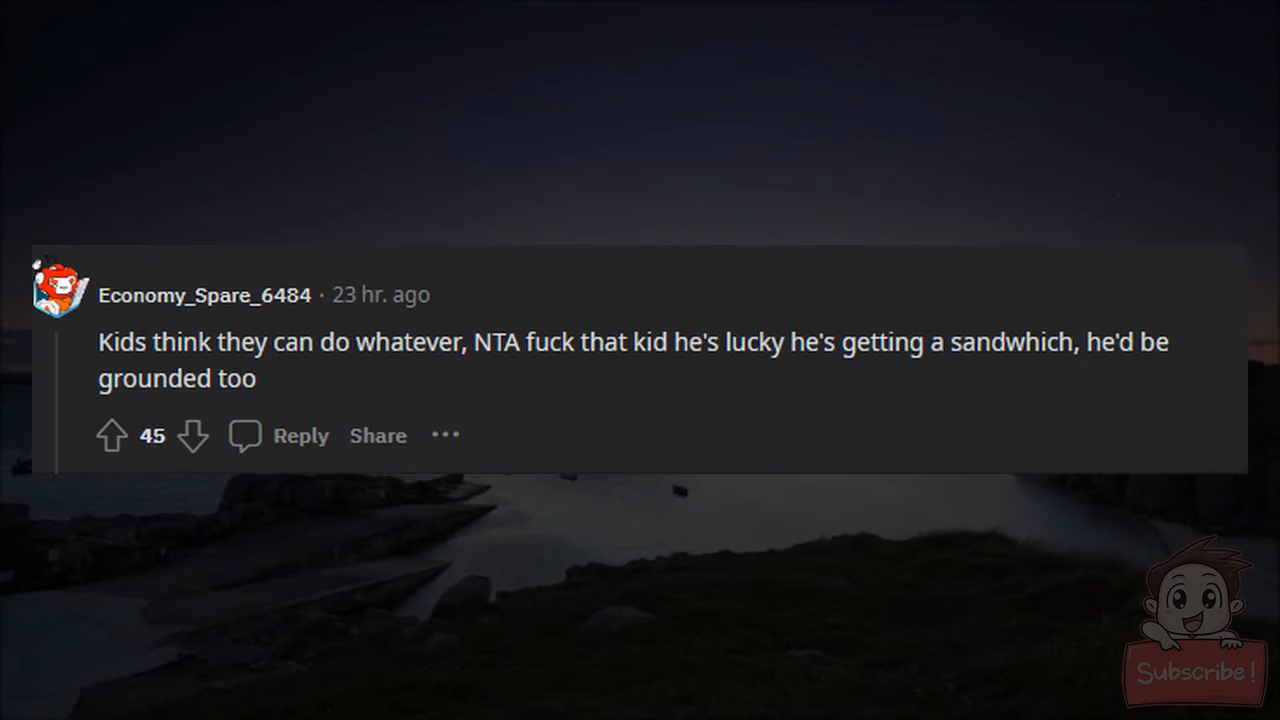 Economy_Spare_6484 · 23 hr. ago
Kids think they can do whatever, NTA fuck that kid he's lucky he's getting a sandwhich, he'd be
grounded too
45 Reply Share ···
Subscribe!